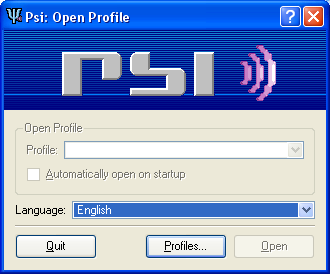 Psi: Open Profile
PSI
Open Profile
Profile:
Automatically open on startup
Language: English
Quit Profiles... Open